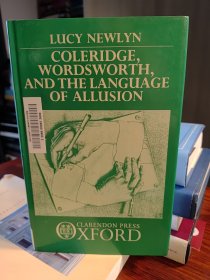 LUCY NEWLYN
COLERIDGE,
WORDSWORTH,
AND THE LANGUAGE
OF ALLUSION
CLARENDON PRESS
OXFORD